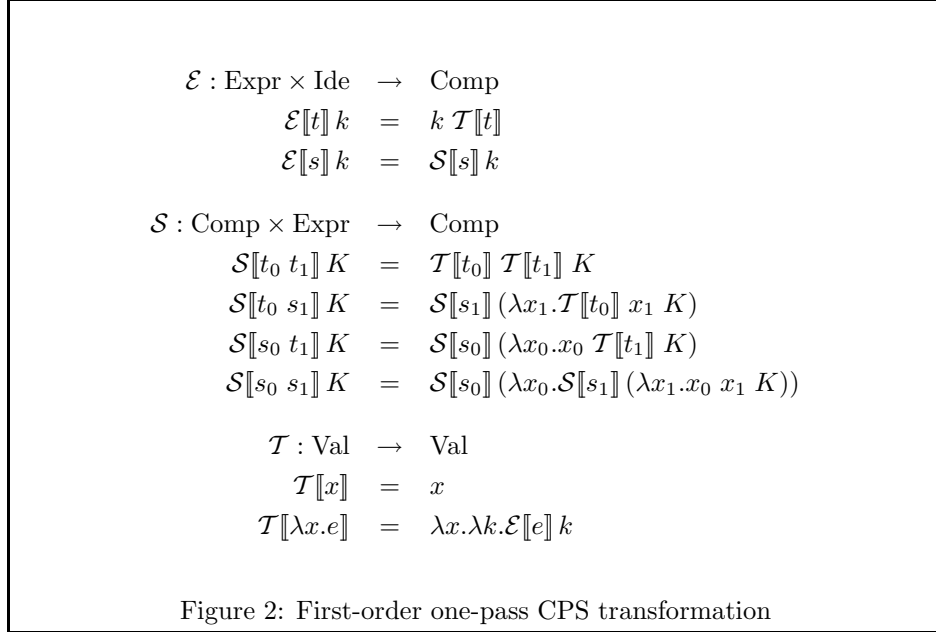 ℰ : Expr × Ide → Comp
ℰ⟦t⟧ k = k 𝒯⟦t⟧
ℰ⟦s⟧ k = 𝒮⟦s⟧ k
𝒮 : Comp × Expr → Comp
𝒮⟦t₀ t₁⟧ K = 𝒯⟦t₀⟧ 𝒯⟦t₁⟧ K
𝒮⟦t₀ s₁⟧ K = 𝒮⟦s₁⟧ (λx₁.𝒯⟦t₀⟧ x₁ K)
𝒮⟦s₀ t₁⟧ K = 𝒮⟦s₀⟧ (λx₀.x₀ 𝒯⟦t₁⟧ K)
𝒮⟦s₀ s₁⟧ K = 𝒮⟦s₀⟧ (λx₀.𝒮⟦s₁⟧ (λx₁.x₀ x₁ K))
𝒯 : Val → Val
𝒯⟦x⟧ = x
𝒯⟦λx.e⟧ = λx.λk.ℰ⟦e⟧ k
Figure 2: First-order one-pass CPS transformation